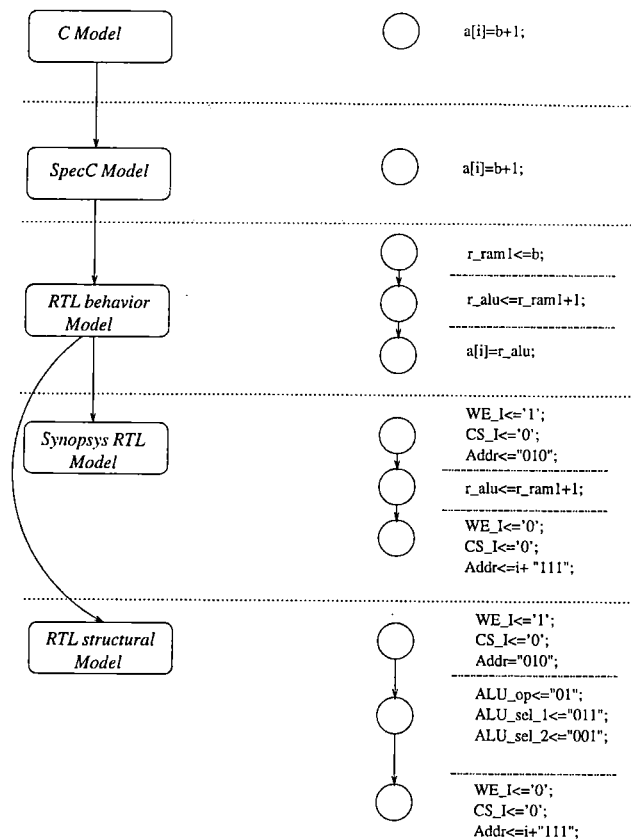 C Model
a[i]=b+1;
SpecC Model
a[i]=b+1;
r_ram1<=b;
RTL behavior
Model
r_alu<=r_ram1+1;
a[i]=r_alu;
WE_I<='1';
CS_I<='0';
Addr<="010";
Synopsys RTL
Model
r_alu<=r_ram1+1;
WE_I<='0';
CS_I<='0';
Addr<=i+ "111";
RTL structural
Model
WE_I<='1';
CS_I<='0';
Addr="010";
ALU_op<="01";
ALU_sel_1<="011";
ALU_sel_2<="001";
WE_I<='0';
CS_I<='0';
Addr<=i+"111";